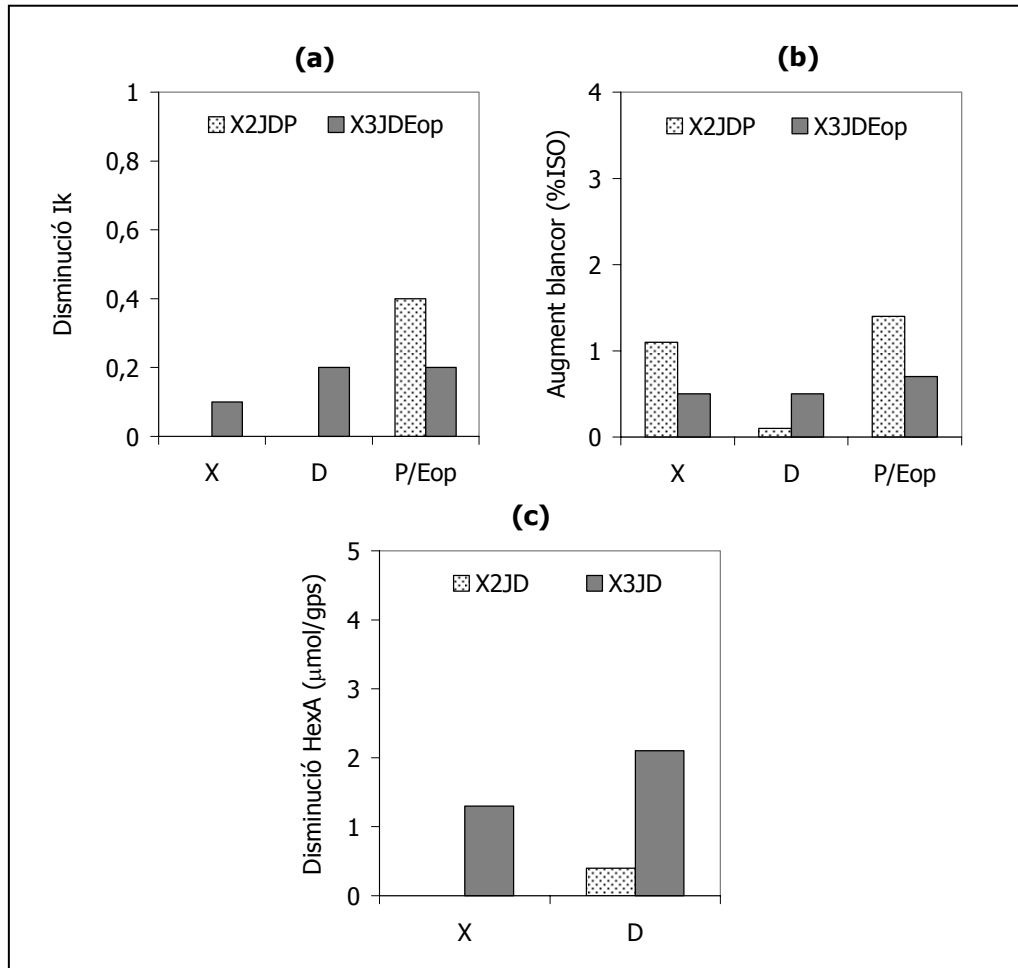 (a)
Disminució Ik
1
0,8
0,6
0,4
0,2
0
X2JDP X3JDEop
X D P/Eop
(b)
Augment blancor (%ISO)
4
3
2
1
0
X2JDP X3JDEop
X D P/Eop
(c)
Disminució HexA (μmol/gps)
5
4
3
2
1
0
X2JD X3JD
X D